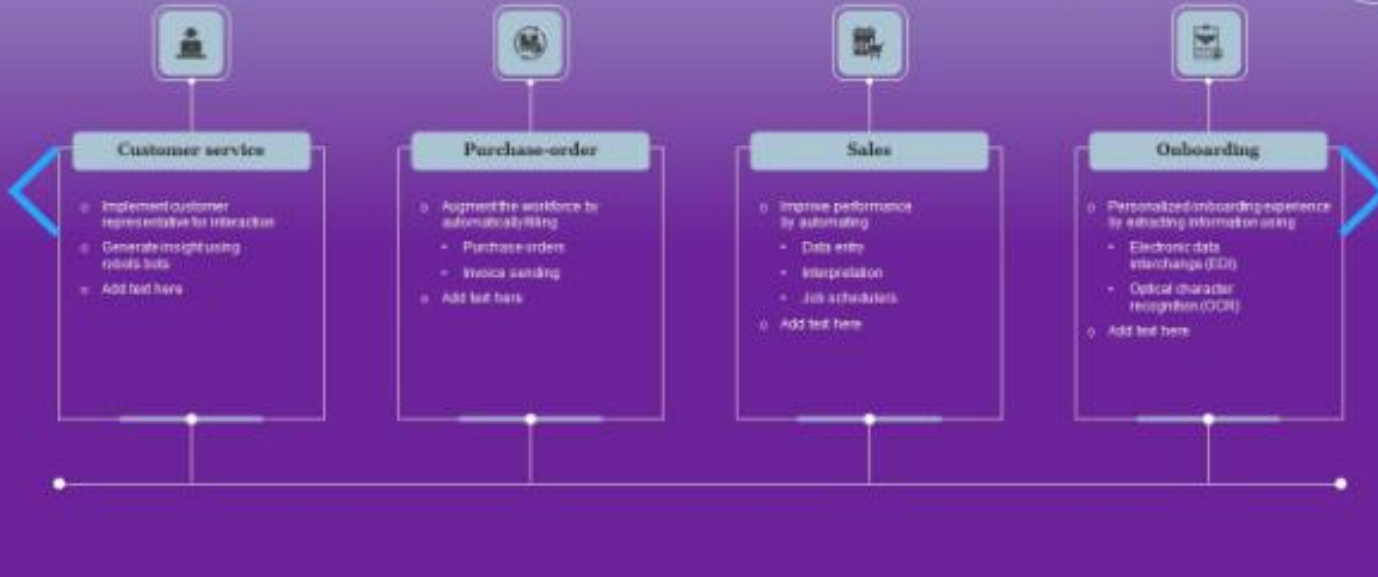 Customer service
Implement customer
representative for interaction
Generate insight using
robots bots
Add text here
Purchase-order
Augment the workforce by
automatically filling
Purchase orders
Invoice sending
Add text here
Sales
Improve performance
by automating
Data entry
Interpretation
Job schedulers
Add text here
Onboarding
Personalized onboarding experience
by extracting information using
Electronic data
interchange (EDI)
Optical character
recognition (OCR)
Add text here